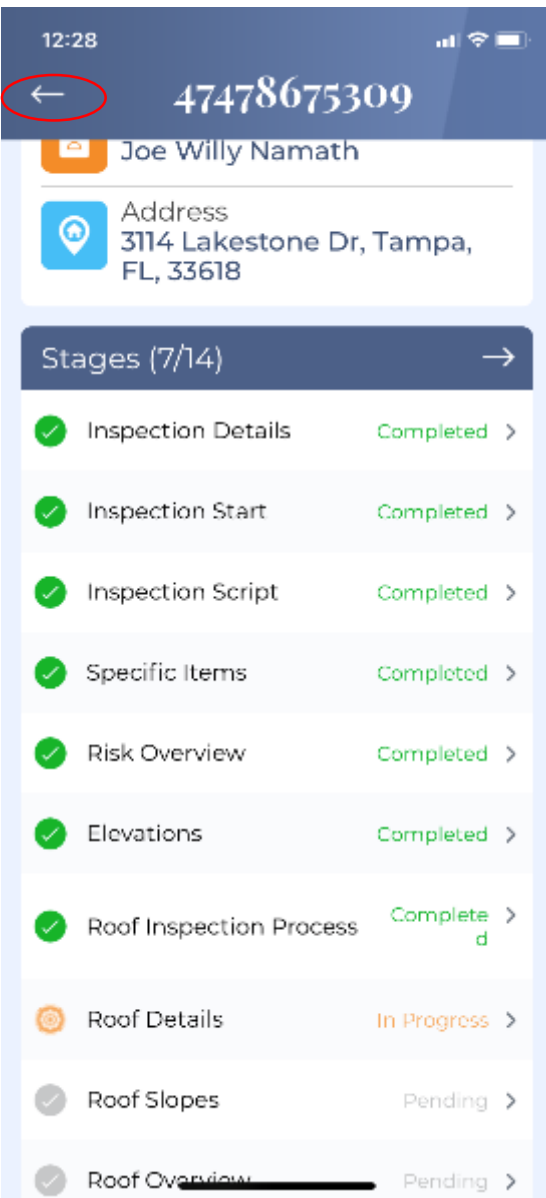 12:28
47478675309
Joe Willy Namath
Address
3114 Lakestone Dr, Tampa,
FL, 33618
Stages (7/14)
Inspection Details Completed
Inspection Start Completed
Inspection Script Completed
Specific Items Completed
Risk Overview Completed
Elevations Completed
Roof Inspection Process Complete
d
Roof Details In Progress
Roof Slopes Pending
Roof Overview Pending